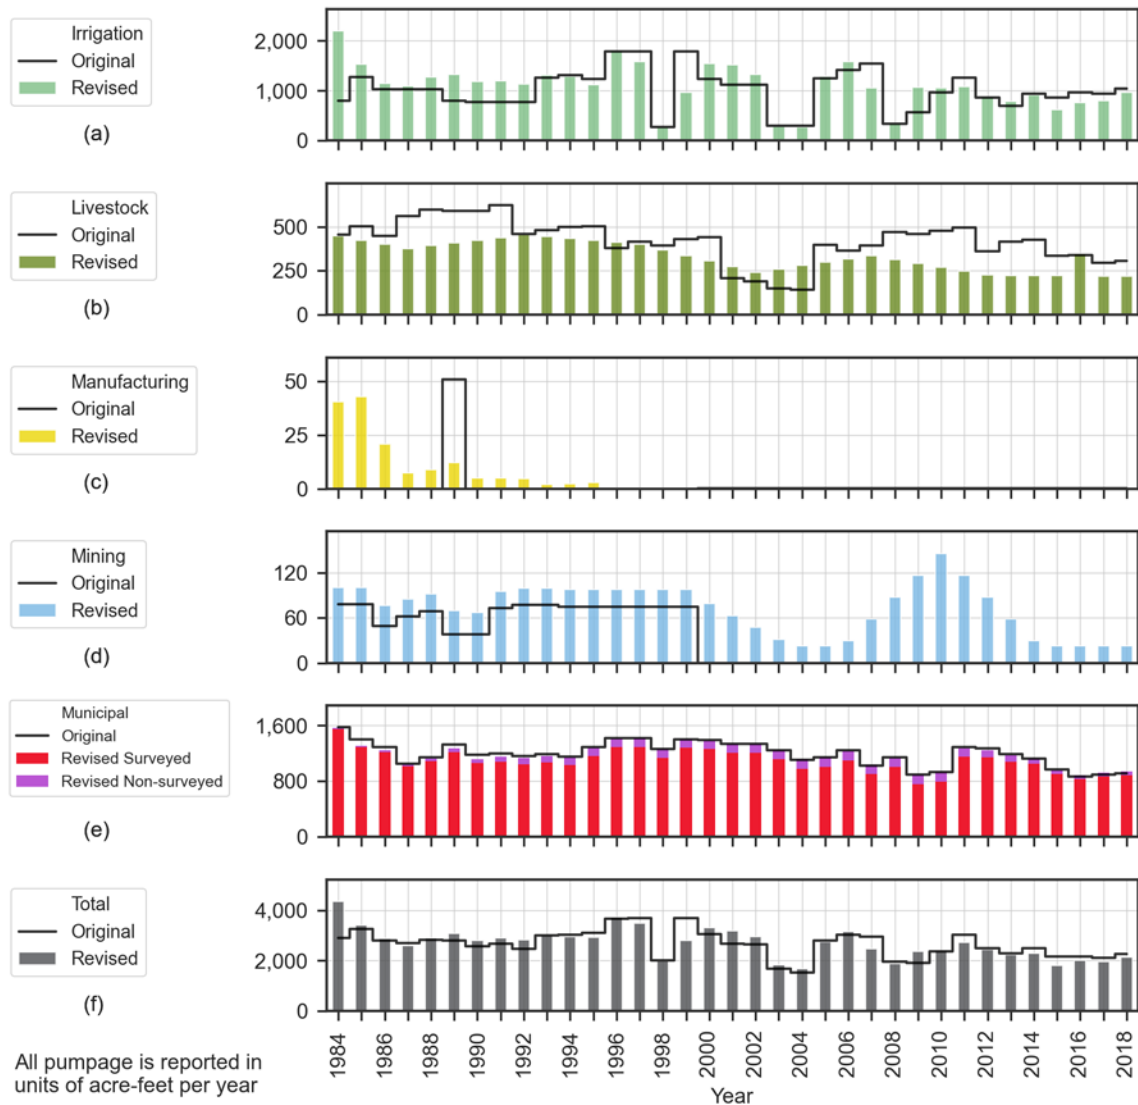 Irrigation
Original
Revised
(a)
2,000
1,000
0
Livestock
Original
Revised
(b)
500
250
0
Manufacturing
Original
Revised
(c)
50
25
0
Mining
Original
Revised
(d)
120
60
0
Municipal
Original
Revised Surveyed
Revised Non-surveyed
(e)
1,600
800
0
Total
Original
Revised
(f)
4,000
2,000
0
1984 1986 1988 1990 1992 1994 1996 1998 2000 2002 2004 2006 2008 2010 2012 2014 2016 2018
Year
All pumpage is reported in
units of acre-feet per year